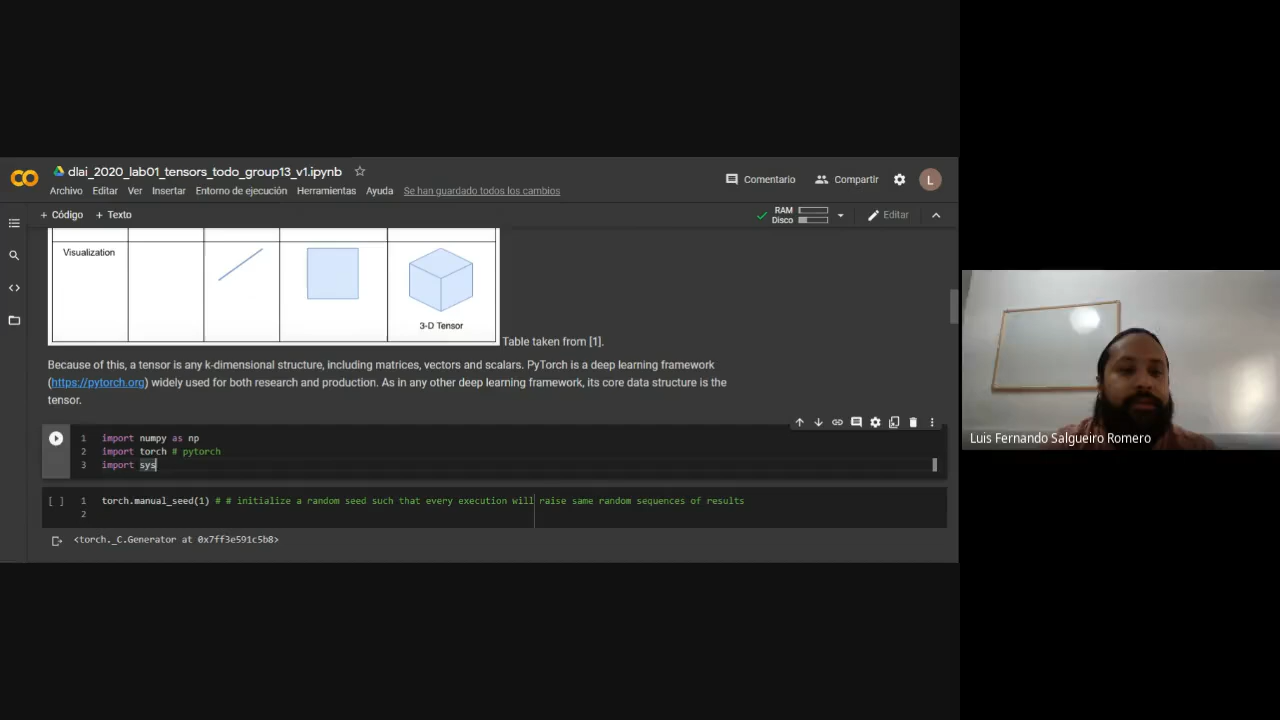 dlai_2020_lab01_tensors_todo_group13_v1.ipynb
Comentario
Compartir
L
Archivo Editar Ver Insertar Entorno de ejecución Herramientas Ayuda Se han guardado todos los cambios
+ Código + Texto
RAM
Disco
Editar
Visualization
3-D Tensor
Table taken from [1].
Because of this, a tensor is any k-dimensional structure, including matrices, vectors and scalars. PyTorch is a deep learning framework
(https://pytorch.org) widely used for both research and production. As in any other deep learning framework, its core data structure is the
tensor.
1 import numpy as np
2 import torch # pytorch
3 import sys
[ ] 1 torch.manual_seed(1) # # initialize a random seed such that every execution will raise same random sequences of results
2
<torch._C.Generator at 0x7ff3e591c5b8>
Luis Fernando Salgueiro Romero